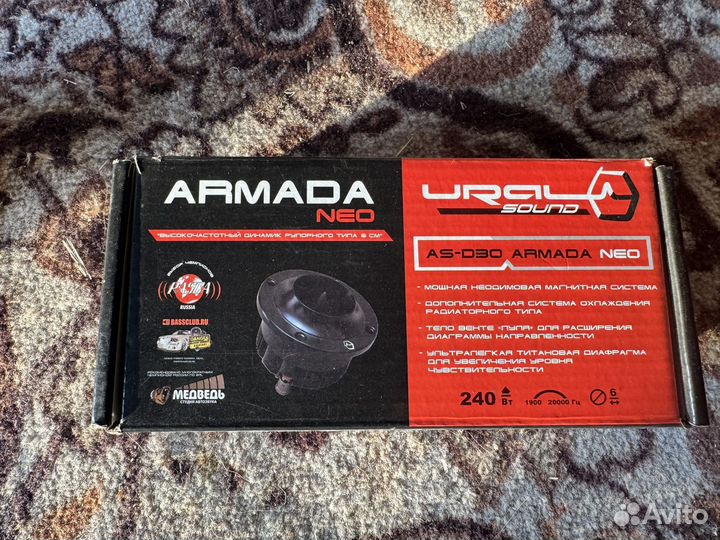 ARMADA
NEO
"ВЫСОКОЧАСТОТНЫЙ ДИНАМИК РУПОРНОГО ТИПА 6 СМ"
RUSSIA
BASSCLUB.RU
МЕДВЕДЬ
СТУДИЯ АВТОЗВУКА
URAL
SOUND
AS-D30 ARMADA NEO
- МОЩНАЯ НЕОДИМОВАЯ МАГНИТНАЯ СИСТЕМА
- ДОПОЛНИТЕЛЬНАЯ СИСТЕМА ОХЛАЖДЕНИЯ
РАДИАТОРНОГО ТИПА
- ТЕЛО ВЕНТЕ «ПУЛЯ» ДЛЯ РАСШИРЕНИЯ
ДИАГРАММЫ НАПРАВЛЕННОСТИ
- УЛЬТРАЛЕГКАЯ ТИТАНОВАЯ ДИАФРАГМА
ДЛЯ УВЕЛИЧЕНИЯ УРОВНЯ
ЧУВСТВИТЕЛЬНОСТИ
240 Вт
1900 20000 Гц
6
Avito